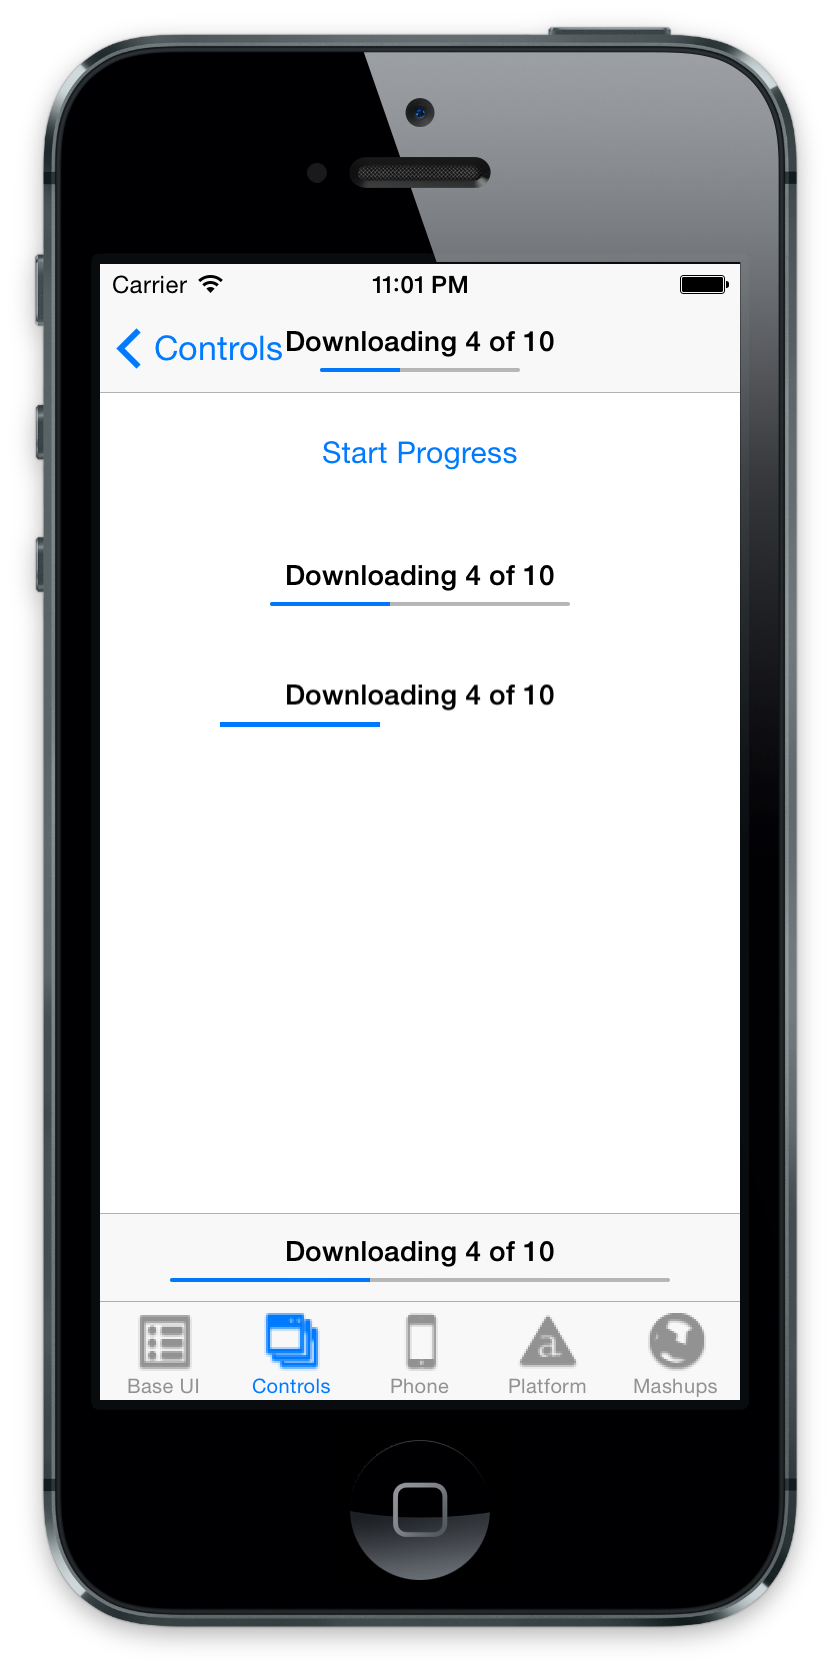 Carrier 11:01 PM
Controls Downloading 4 of 10
Start Progress
Downloading 4 of 10
Downloading 4 of 10
Downloading 4 of 10
a
Base UI Controls Phone Platform Mashups